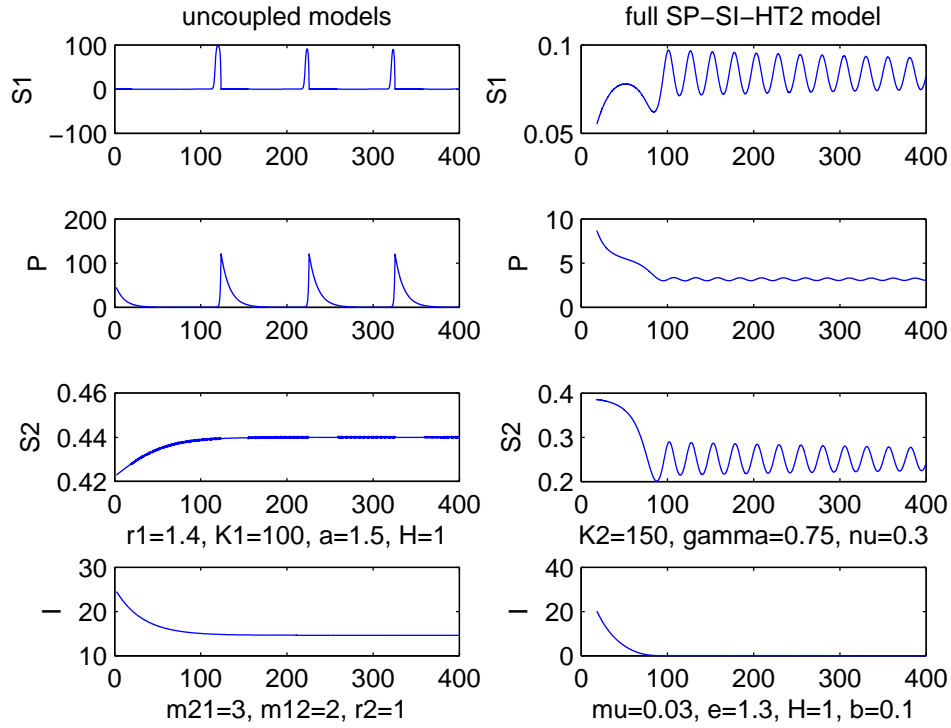 uncoupled models
full SP−SI−HT2 model
S1
100
0
−100
0 100 200 300 400
S1
0.1
0.05
0 100 200 300 400
P
200
100
0
0 100 200 300 400
P
10
5
0
0 100 200 300 400
S2
0.46
0.44
0.42
0 100 200 300 400
r1=1.4, K1=100, a=1.5, H=1
S2
0.4
0.3
0.2
0 100 200 300 400
K2=150, gamma=0.75, nu=0.3
I
30
20
10
0 100 200 300 400
m21=3, m12=2, r2=1
I
40
20
0
0 100 200 300 400
mu=0.03, e=1.3, H=1, b=0.1